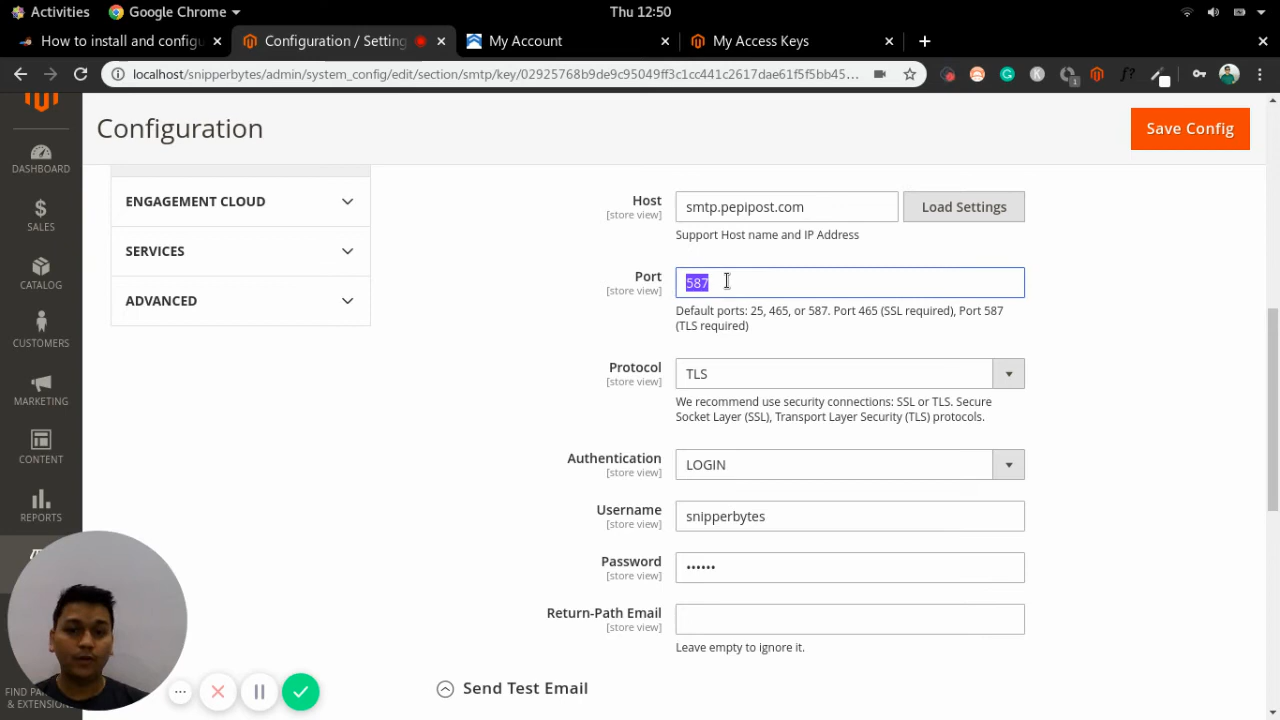 Activities
Google Chrome
Thu 12:50
How to install and configu
Configuration / Setting
My Account
My Access Keys
localhost/snipperbytes/admin/system_config/edit/section/smtp/key/02925768b9de9c95049ff3c1cc441c2617dae61f5f5bb45...
Configuration
Save Config
DASHBOARD
SALES
CATALOG
CUSTOMERS
MARKETING
CONTENT
REPORTS
FIND PA
& EXTENSION
ENGAGEMENT CLOUD
SERVICES
ADVANCED
Host
[store view]
smtp.pepipost.com
Load Settings
Support Host name and IP Address
Port
[store view]
587
Default ports: 25, 465, or 587. Port 465 (SSL required), Port 587
(TLS required)
Protocol
[store view]
TLS
We recommend use security connections: SSL or TLS. Secure
Socket Layer (SSL), Transport Layer Security (TLS) protocols.
Authentication
[store view]
LOGIN
Username
[store view]
snipperbytes
Password
[store view]
••••••
Return-Path Email
[store view]
Leave empty to ignore it.
Send Test Email